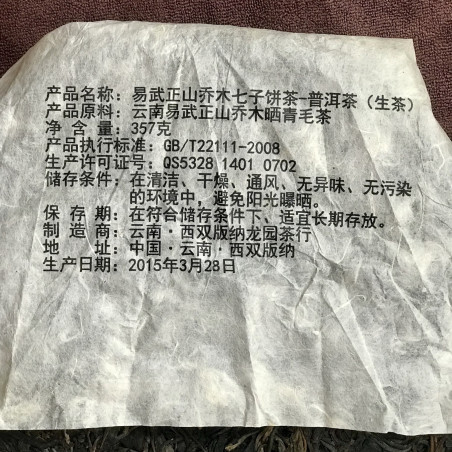 产品名称：易武正山乔木七子饼茶-普洱茶（生茶）
产品原料：云南易武正山乔木晒青毛茶
净 含 量：357克
产品执行标准：GB/T22111-2008
生产许可证号：QS5328 1401 0702
储存条件：在清洁、干燥、通风、无异味、无污染
的环境中，避免阳光曝晒。
保 存 期：在符合储存条件下、适宜长期存放。
制 造 商：云南·西双版纳龙园茶行
地　　址：中国·云南·西双版纳
生产日期：2015年3月28日